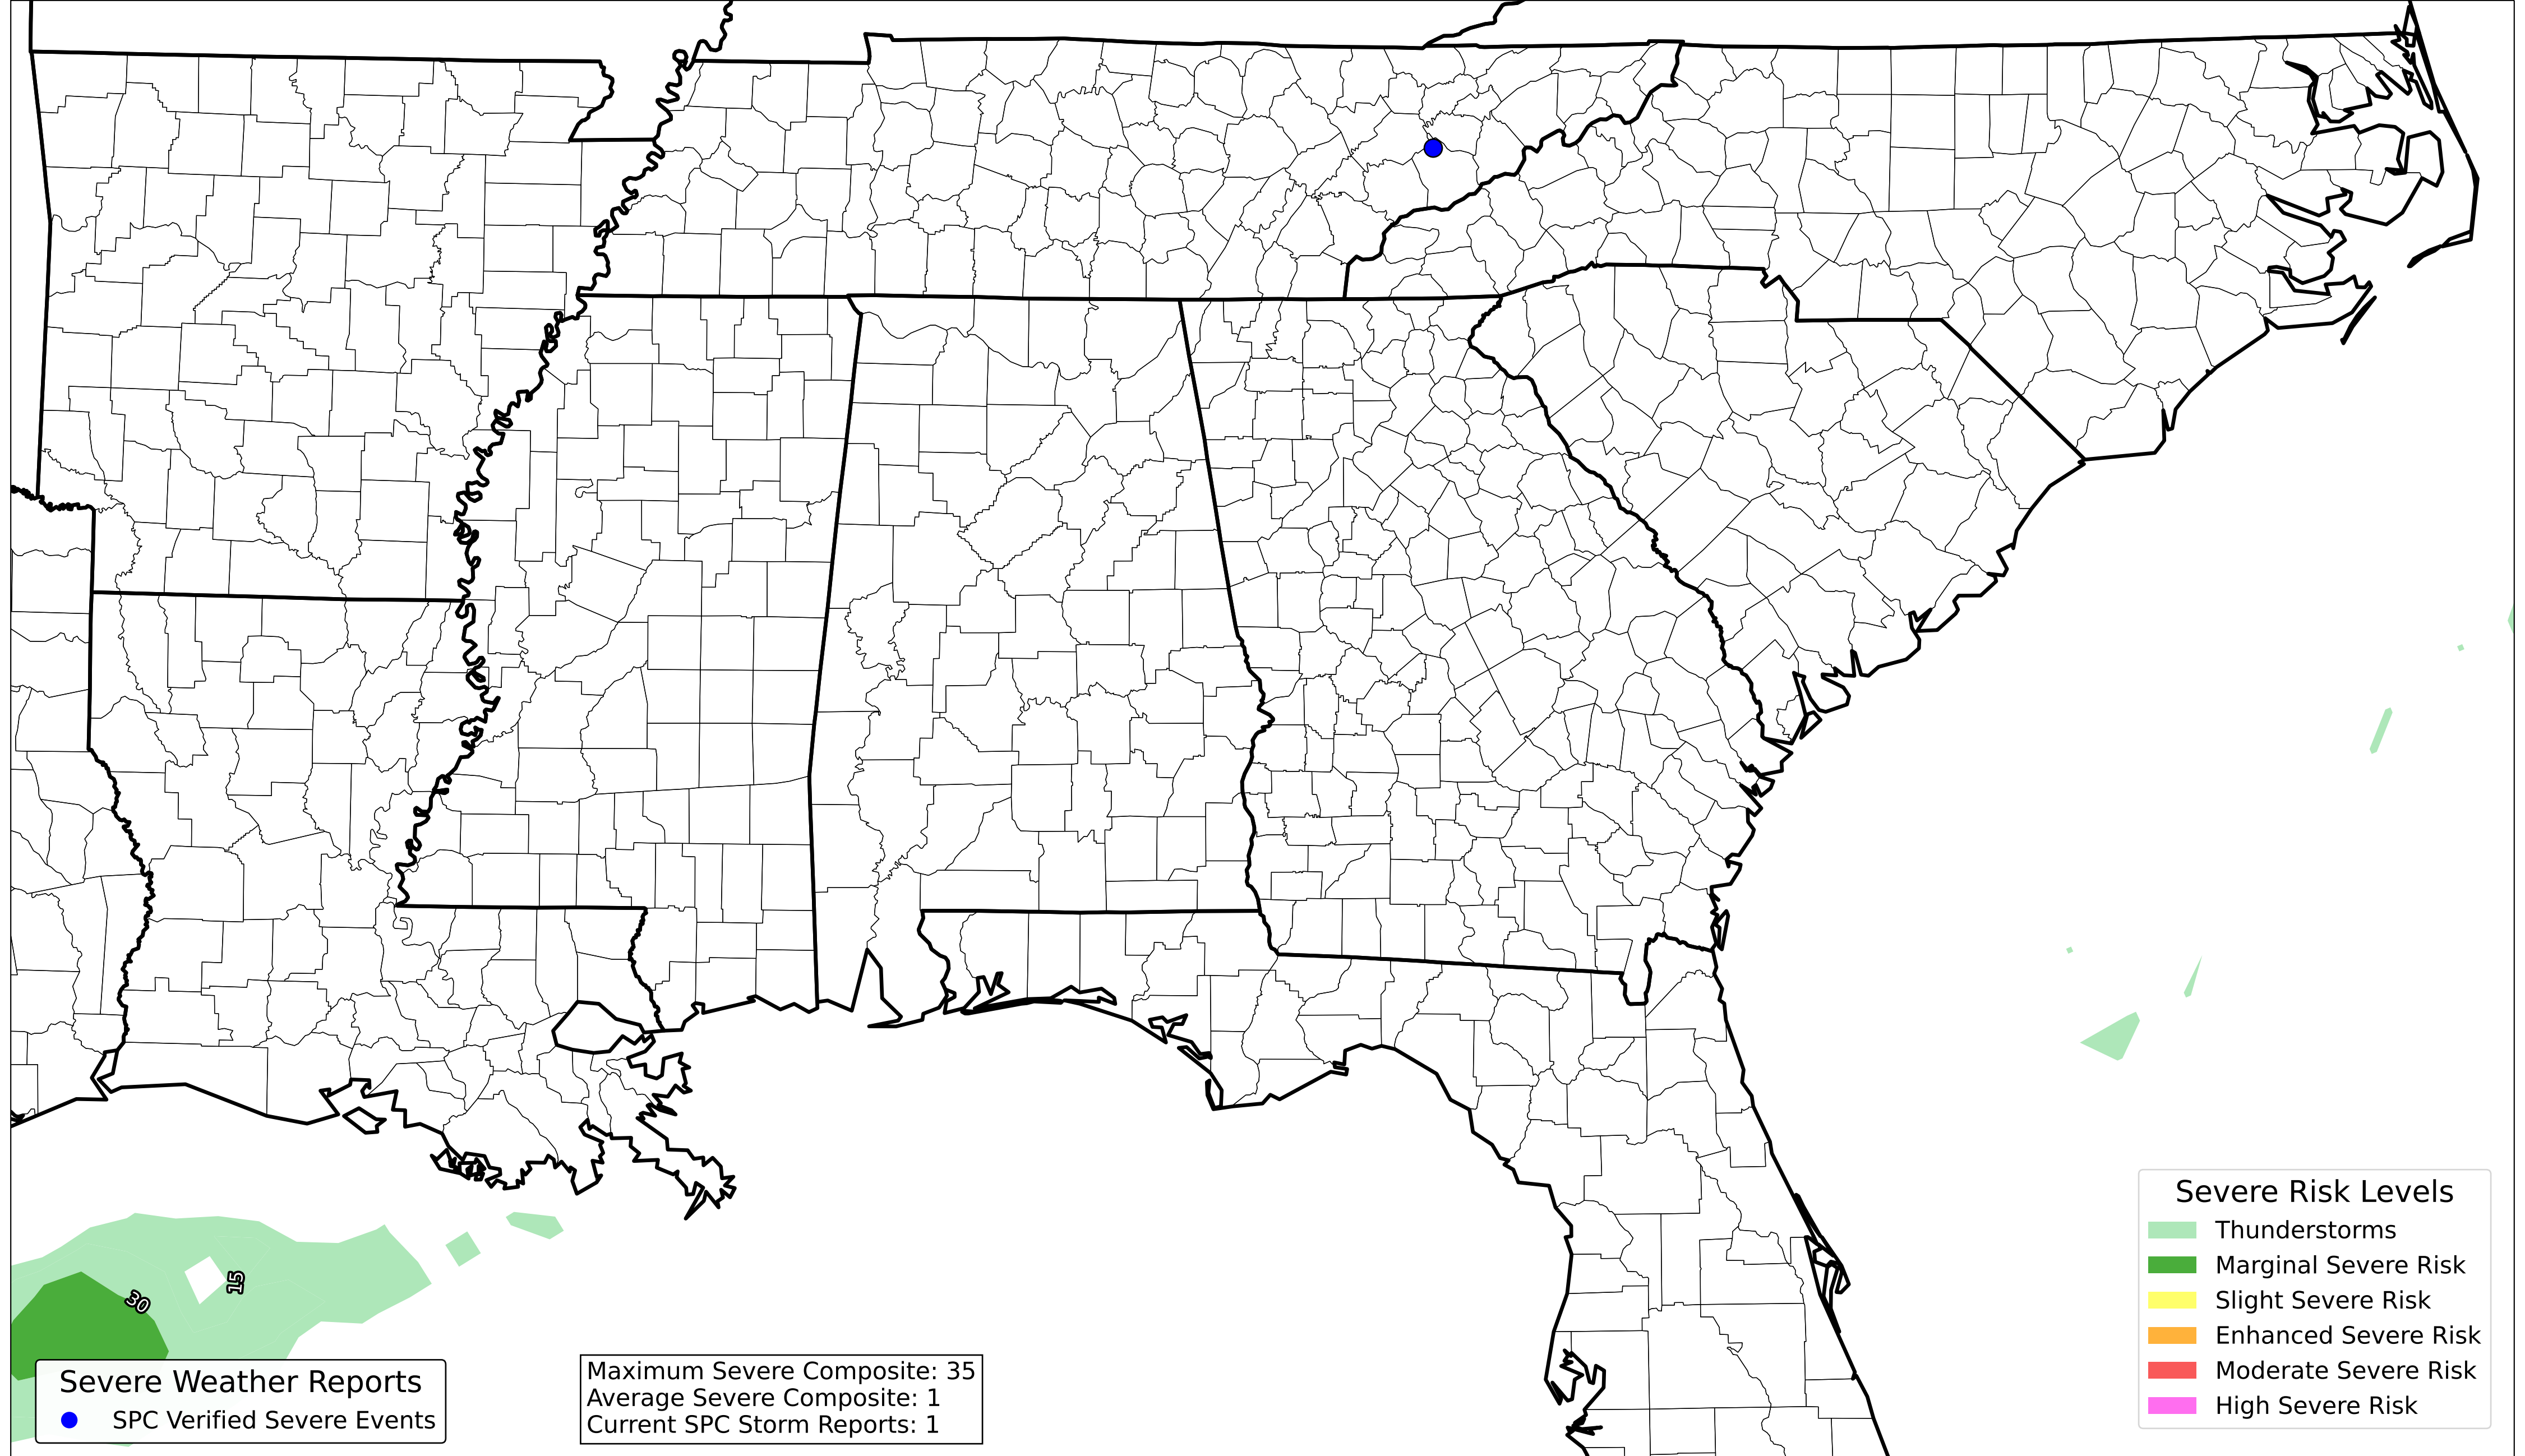 30
15
Severe Weather Reports
SPC Verified Severe Events
Maximum Severe Composite: 35
Average Severe Composite: 1
Current SPC Storm Reports: 1
Severe Risk Levels
Thunderstorms
Marginal Severe Risk
Slight Severe Risk
Enhanced Severe Risk
Moderate Severe Risk
High Severe Risk